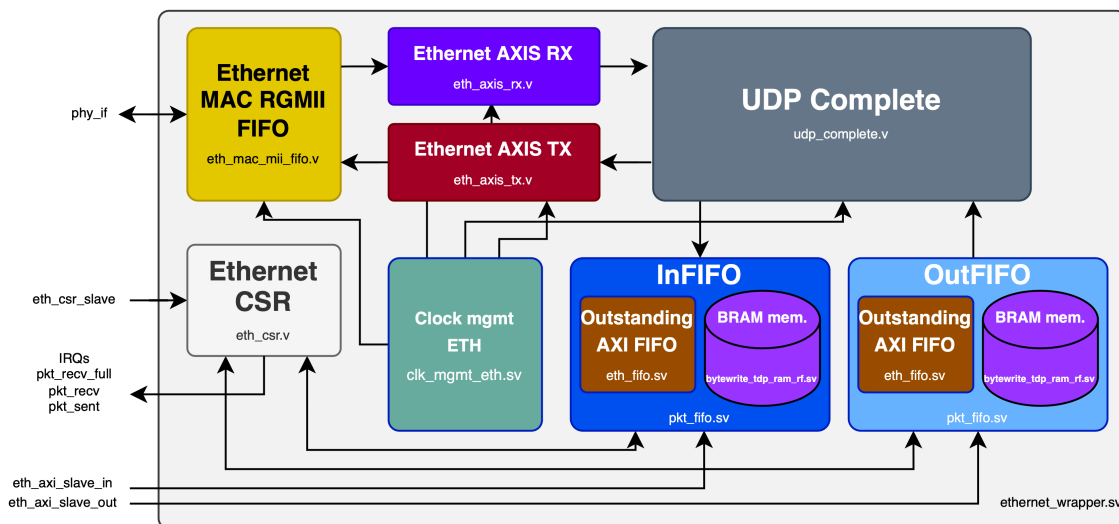 Ethernet
MAC RGMII
FIFO
eth_mac_mii_fifo.v
Ethernet AXIS RX
eth_axis_rx.v
UDP Complete
udp_complete.v
phy_if
Ethernet AXIS TX
eth_axis_tx.v
Ethernet
CSR
eth_csr.v
eth_csr_slave
IRQs
pkt_recv_full
pkt_recv
pkt_sent
Clock mgmt
ETH
clk_mgmt_eth.sv
InFIFO
Outstanding
AXI FIFO
eth_fifo.sv
BRAM mem.
bytewrite_tdp_ram_rf.sv
pkt_fifo.sv
OutFIFO
Outstanding
AXI FIFO
eth_fifo.sv
BRAM mem.
bytewrite_tdp_ram_rf.sv
pkt_fifo.sv
eth_axi_slave_in
eth_axi_slave_out
ethernet_wrapper.sv